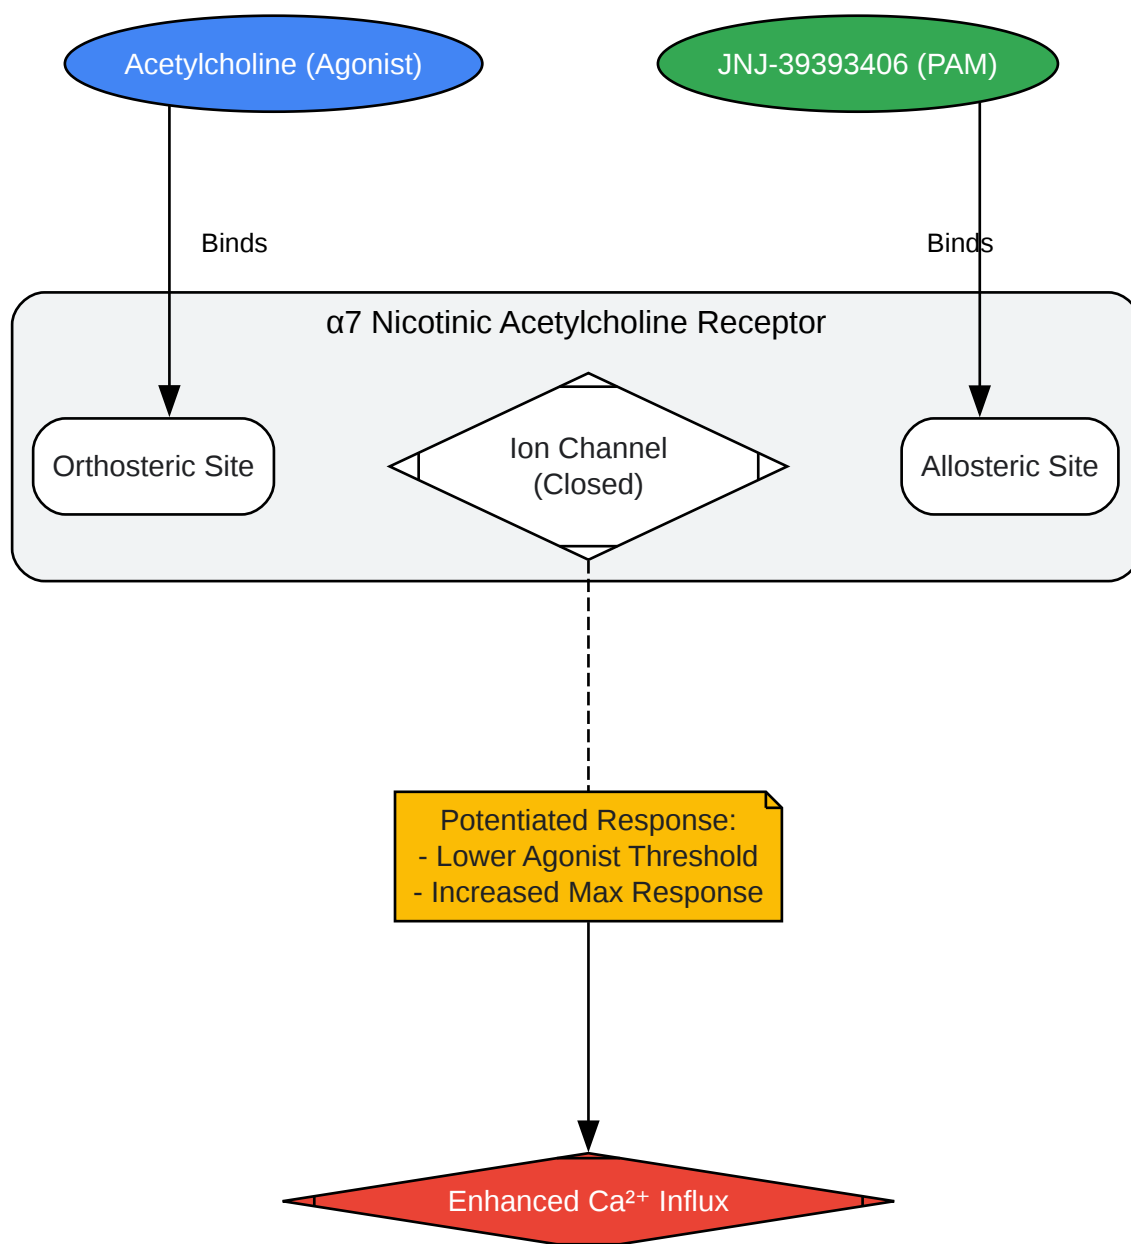 Acetylcholine (Agonist)
JNJ-39393406 (PAM)
Binds
Binds
α7 Nicotinic Acetylcholine Receptor
Orthosteric Site
Ion Channel
(Closed)
Allosteric Site
Potentiated Response:
- Lower Agonist Threshold
- Increased Max Response
Enhanced Ca²⁺ Influx